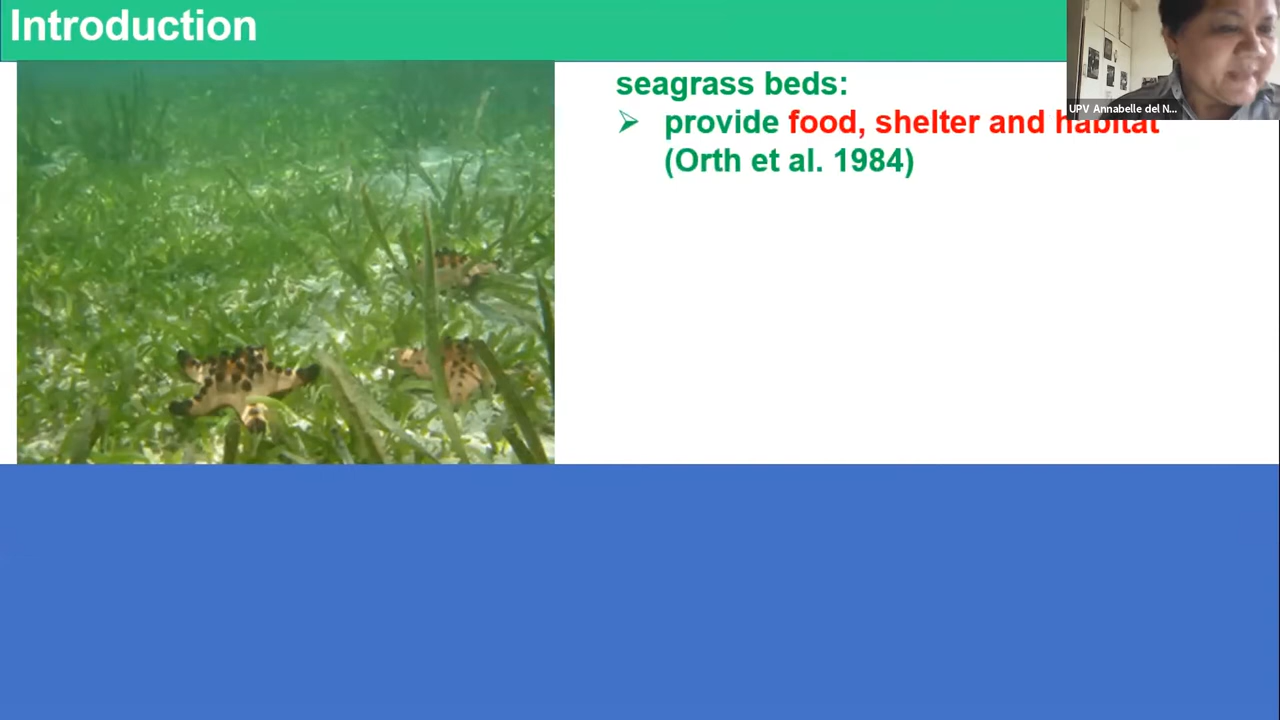 Introduction
seagrass beds:
➢ provide food, shelter and habitat
(Orth et al. 1984)
UPV Annabelle del N...